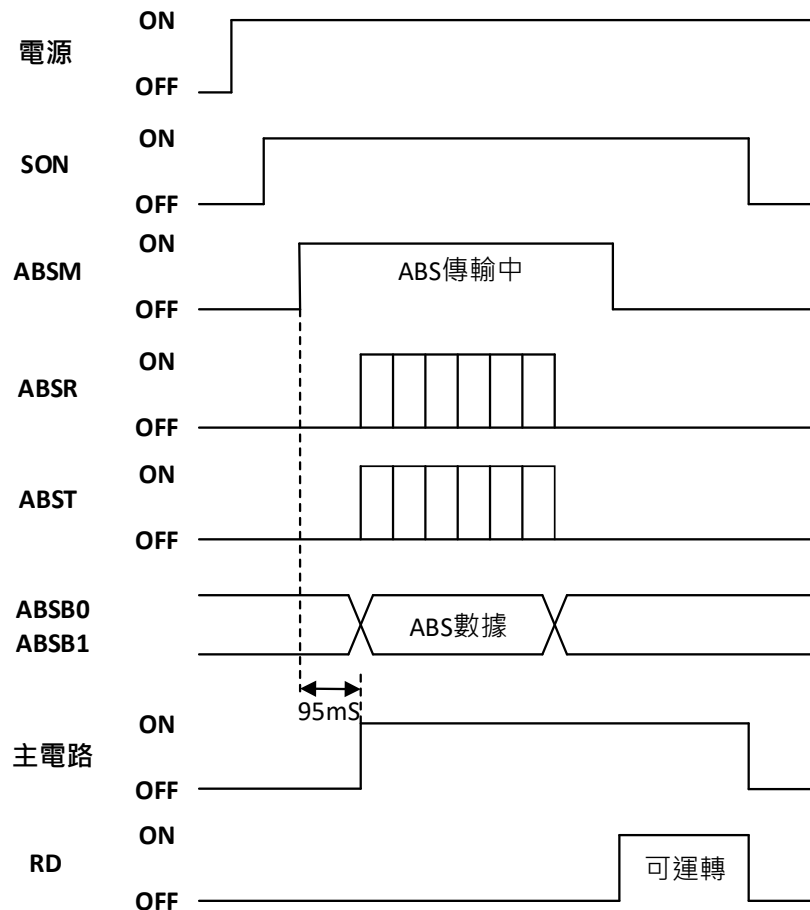 ON
電源
OFF
ON
SON
OFF
ON
ABSM
ABS傳輸中
OFF
ON
ABSR
OFF
ON
ABST
OFF
ABSB0
ABS數據
ABSB1
95mS
ON
主電路
OFF
ON
RD
可運轉
OFF